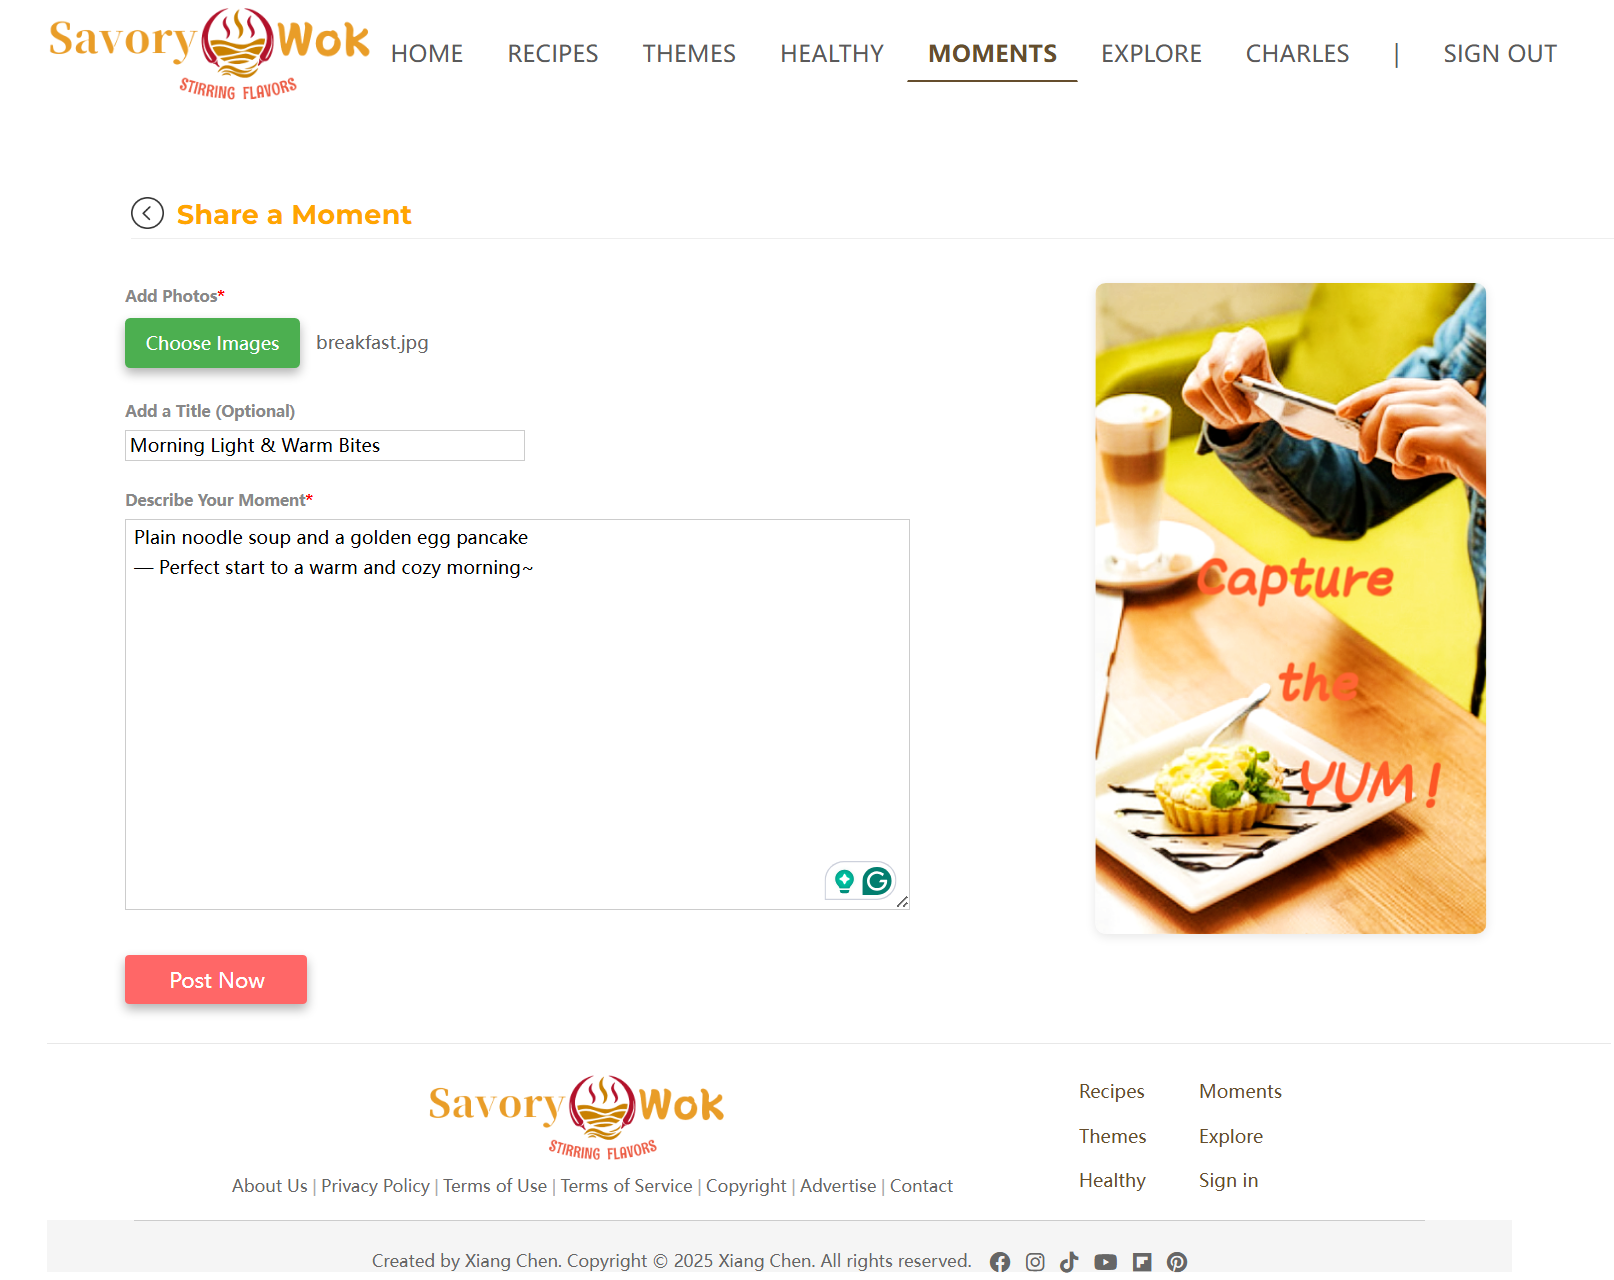 Savory Wok
STIRRING FLAVORS
HOME RECIPES THEMES HEALTHY MOMENTS EXPLORE CHARLES | SIGN OUT
Share a Moment
Add Photos*
Choose Images breakfast.jpg
Add a Title (Optional)
Morning Light & Warm Bites
Describe Your Moment*
Plain noodle soup and a golden egg pancake
— Perfect start to a warm and cozy morning~
Capture
the
YUM!
Post Now
Savory Wok
STIRRING FLAVORS
About Us | Privacy Policy | Terms of Use | Terms of Service | Copyright | Advertise | Contact
Recipes Moments
Themes Explore
Healthy Sign in
Created by Xiang Chen. Copyright © 2025 Xiang Chen. All rights reserved.